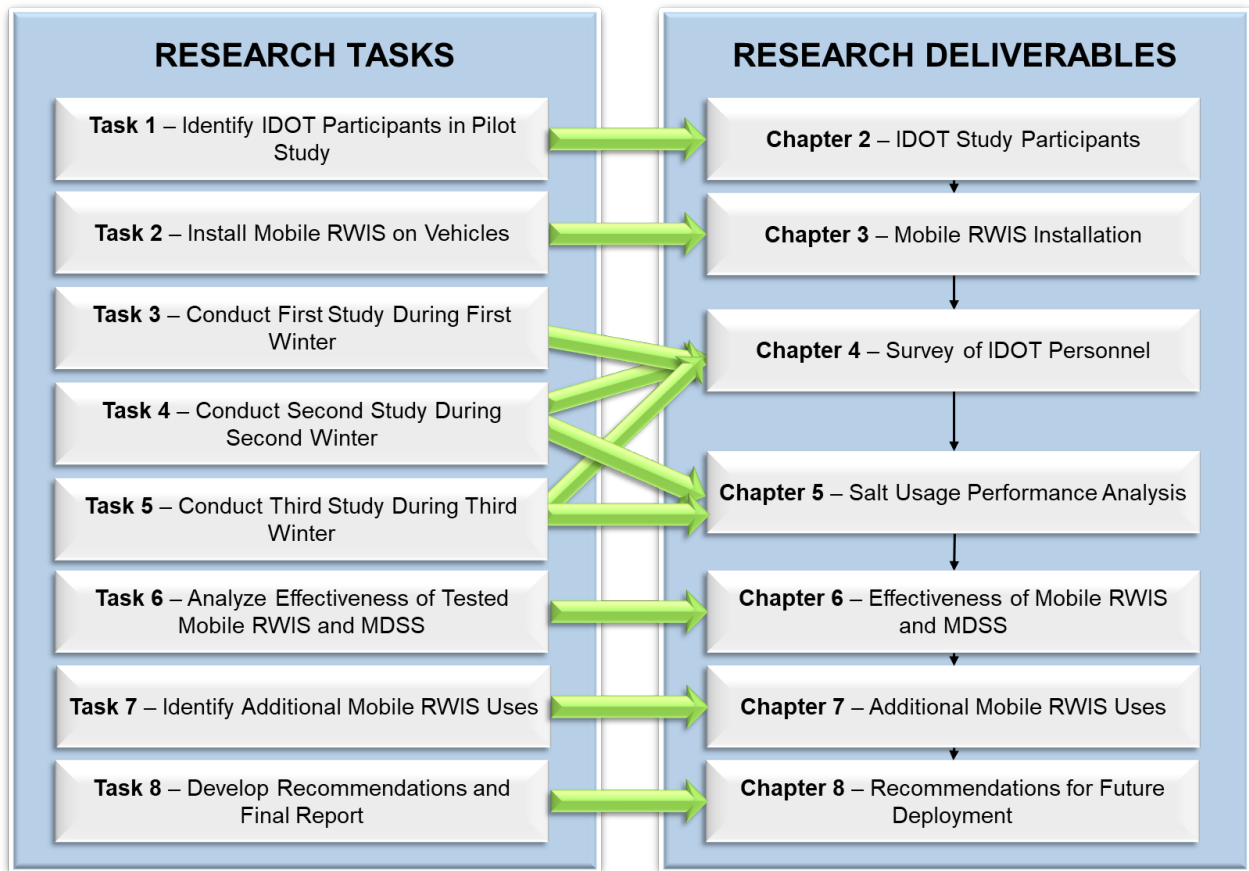 RESEARCH TASKS
Task 1 – Identify IDOT Participants in Pilot
Study
Task 2 – Install Mobile RWIS on Vehicles
Task 3 – Conduct First Study During First
Winter
Task 4 – Conduct Second Study During
Second Winter
Task 5 – Conduct Third Study During Third
Winter
Task 6 – Analyze Effectiveness of Tested
Mobile RWIS and MDSS
Task 7 – Identify Additional Mobile RWIS Uses
Task 8 – Develop Recommendations and
Final Report
RESEARCH DELIVERABLES
Chapter 2 – IDOT Study Participants
Chapter 3 – Mobile RWIS Installation
Chapter 4 – Survey of IDOT Personnel
Chapter 5 – Salt Usage Performance Analysis
Chapter 6 – Effectiveness of Mobile RWIS
and MDSS
Chapter 7 – Additional Mobile RWIS Uses
Chapter 8 – Recommendations for Future
Deployment